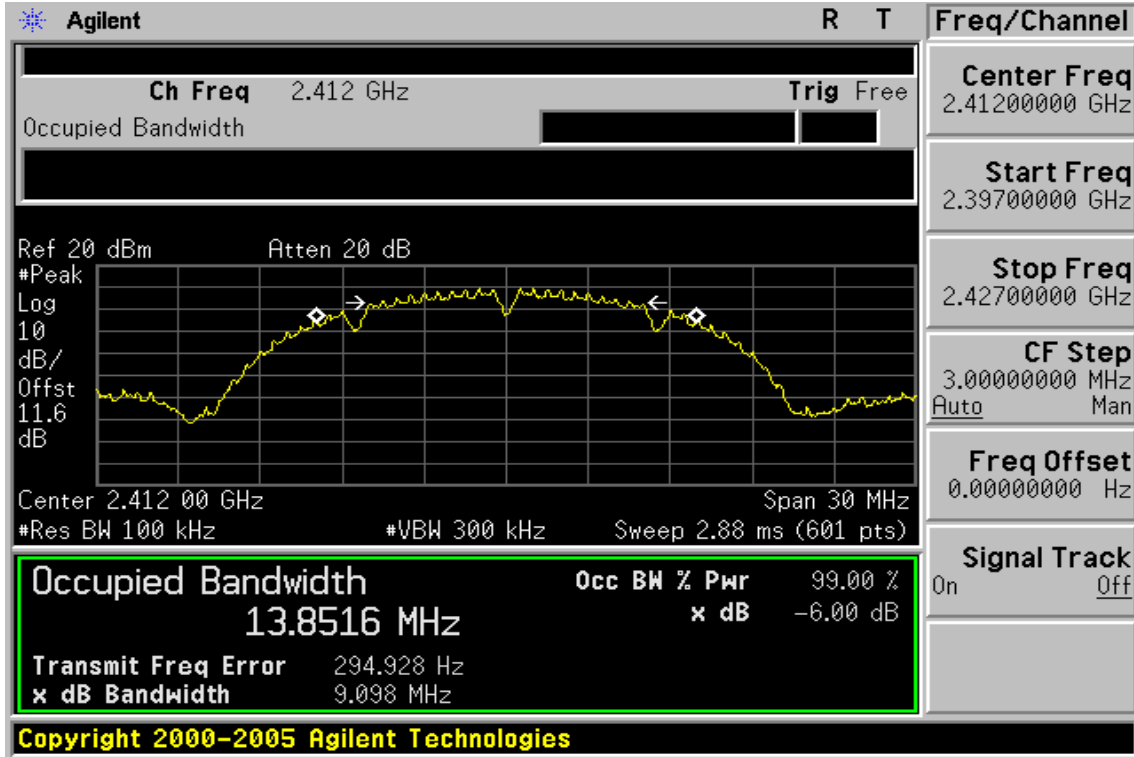 Agilent R T
Freq/Channel
Ch Freq 2.412 GHz Trig Free
Occupied Bandwidth
Center Freq
2.41200000 GHz
Start Freq
2.39700000 GHz
Stop Freq
2.42700000 GHz
CF Step
3.00000000 MHz
Auto Man
Freq Offset
0.00000000 Hz
Signal Track
On Off
Ref 20 dBm Atten 20 dB
#Peak
Log
10
dB/
Offst
11.6
dB
Center 2.412 00 GHz Span 30 MHz
#Res BW 100 kHz #VBW 300 kHz Sweep 2.88 ms (601 pts)
Occupied Bandwidth Occ BW % Pwr 99.00 %
13.8516 MHz x dB -6.00 dB
Transmit Freq Error 294.928 Hz
x dB Bandwidth 9.098 MHz
Copyright 2000-2005 Agilent Technologies